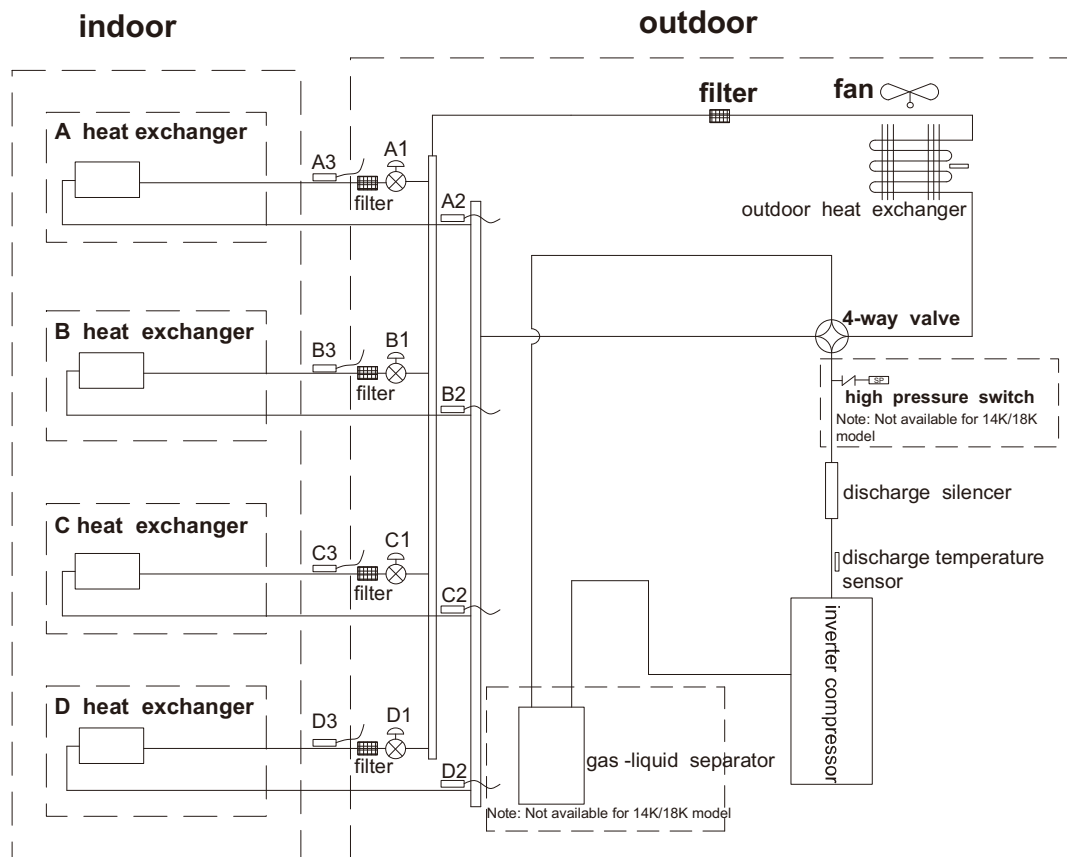 indoor
outdoor
filter
fan
A heat exchanger
A3
A1
filter
A2
outdoor heat exchanger
4-way valve
B heat exchanger
B3
B1
filter
B2
SP
high pressure switch
Note: Not available for 14K/18K
model
discharge silencer
C heat exchanger
C3
C1
filter
C2
discharge temperature
sensor
inverter compressor
D heat exchanger
D3
D1
filter
D2
gas -liquid separator
Note: Not available for 14K/18K model